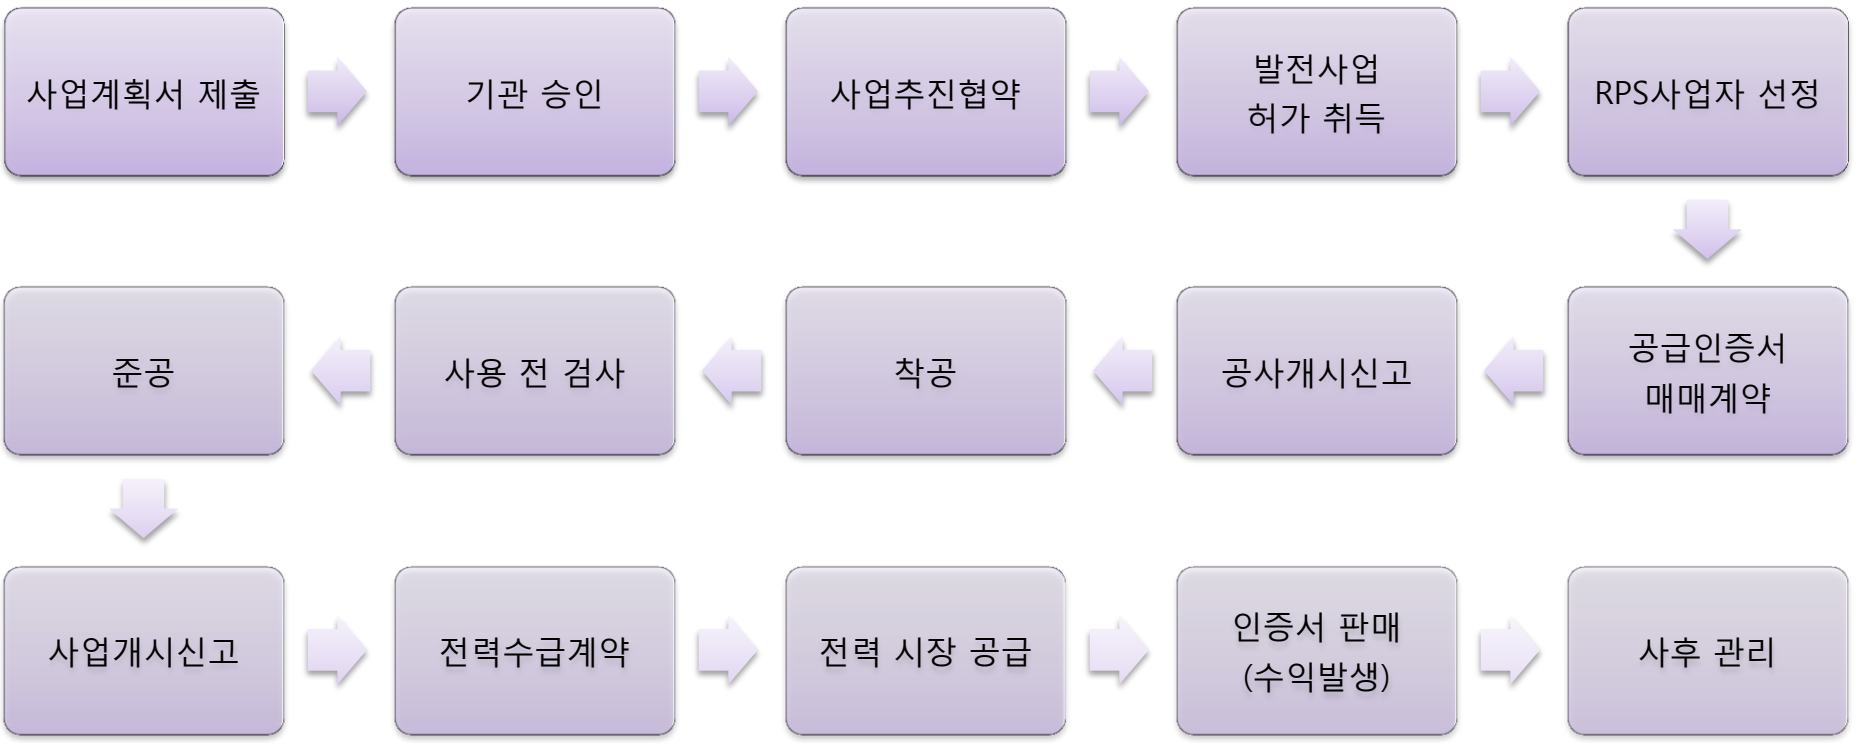 사업계획서 제출
기관 승인
사업추진협약
발전사업
허가 취득
RPS사업자 선정
공급인증서
매매계약
공사개시신고
착공
사용 전 검사
준공
사업개시신고
전력수급계약
전력 시장 공급
인증서 판매
(수익발생)
사후 관리